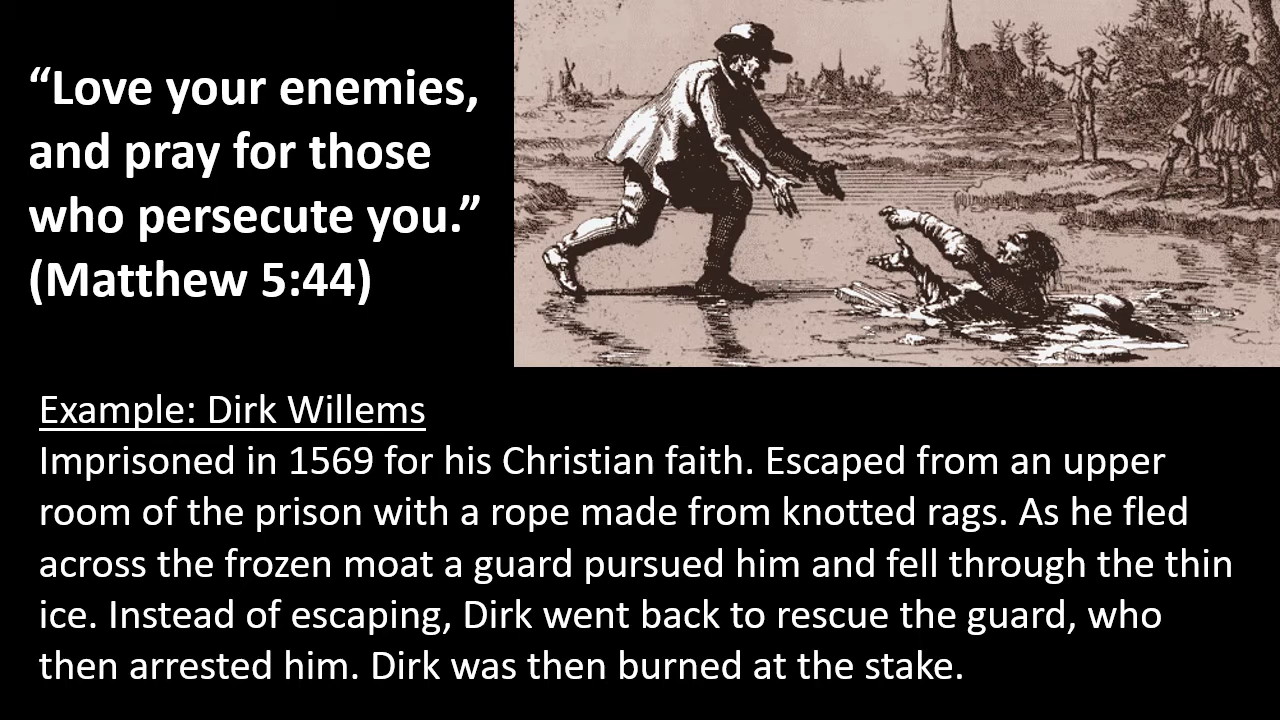 “Love your enemies,
and pray for those
who persecute you.”
(Matthew 5:44)
Example: Dirk Willems
Imprisoned in 1569 for his Christian faith. Escaped from an upper
room of the prison with a rope made from knotted rags. As he fled
across the frozen moat a guard pursued him and fell through the thin
ice. Instead of escaping, Dirk went back to rescue the guard, who
then arrested him. Dirk was then burned at the stake.